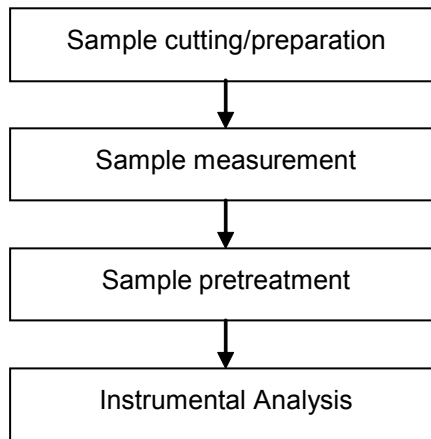 Sample cutting/preparation
Sample measurement
Sample pretreatment
Instrumental Analysis